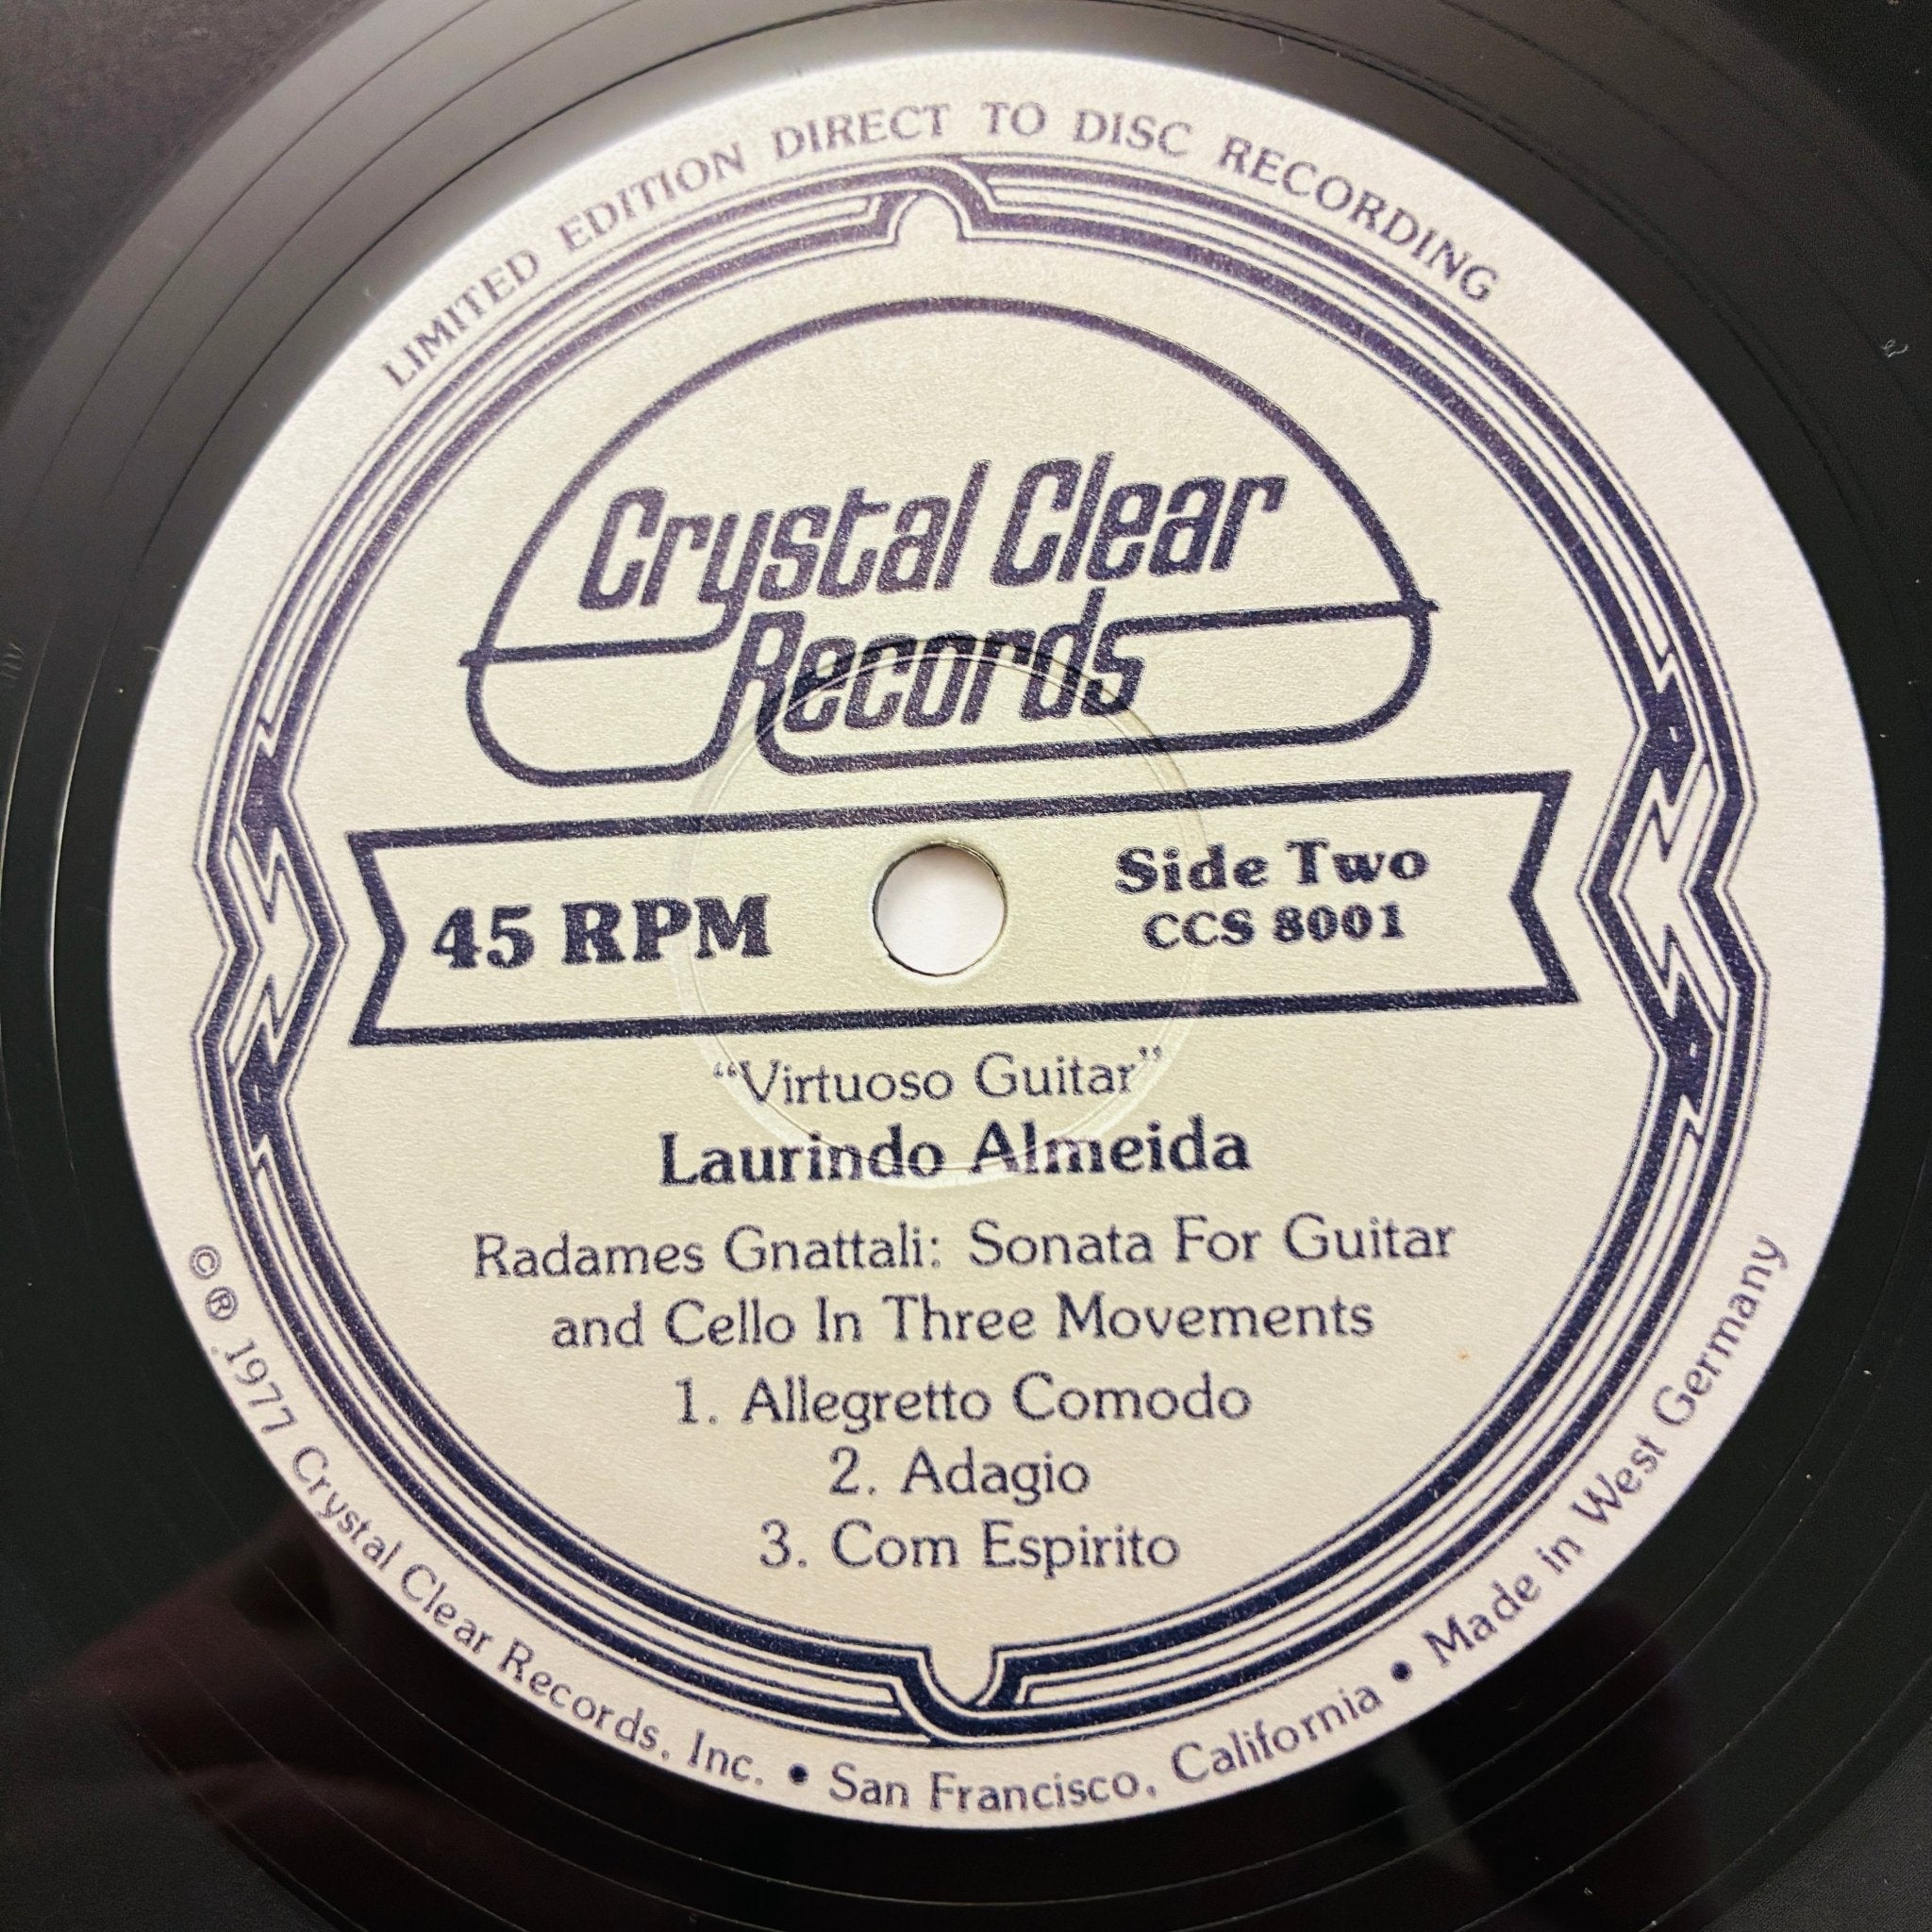 LIMITED EDITION DIRECT TO DISC RECORDING
Crystal Clear
Records
45 RPM
Side Two
CCS 8001
“Virtuoso Guitar”
Laurindo Almeida
Radames Gnattali: Sonata For Guitar
and Cello In Three Movements
1. Allegretto Comodo
2. Adagio
3. Com Espirito
©® 1977 Crystal Clear Records, Inc. • San Francisco, California • Made in West Germany